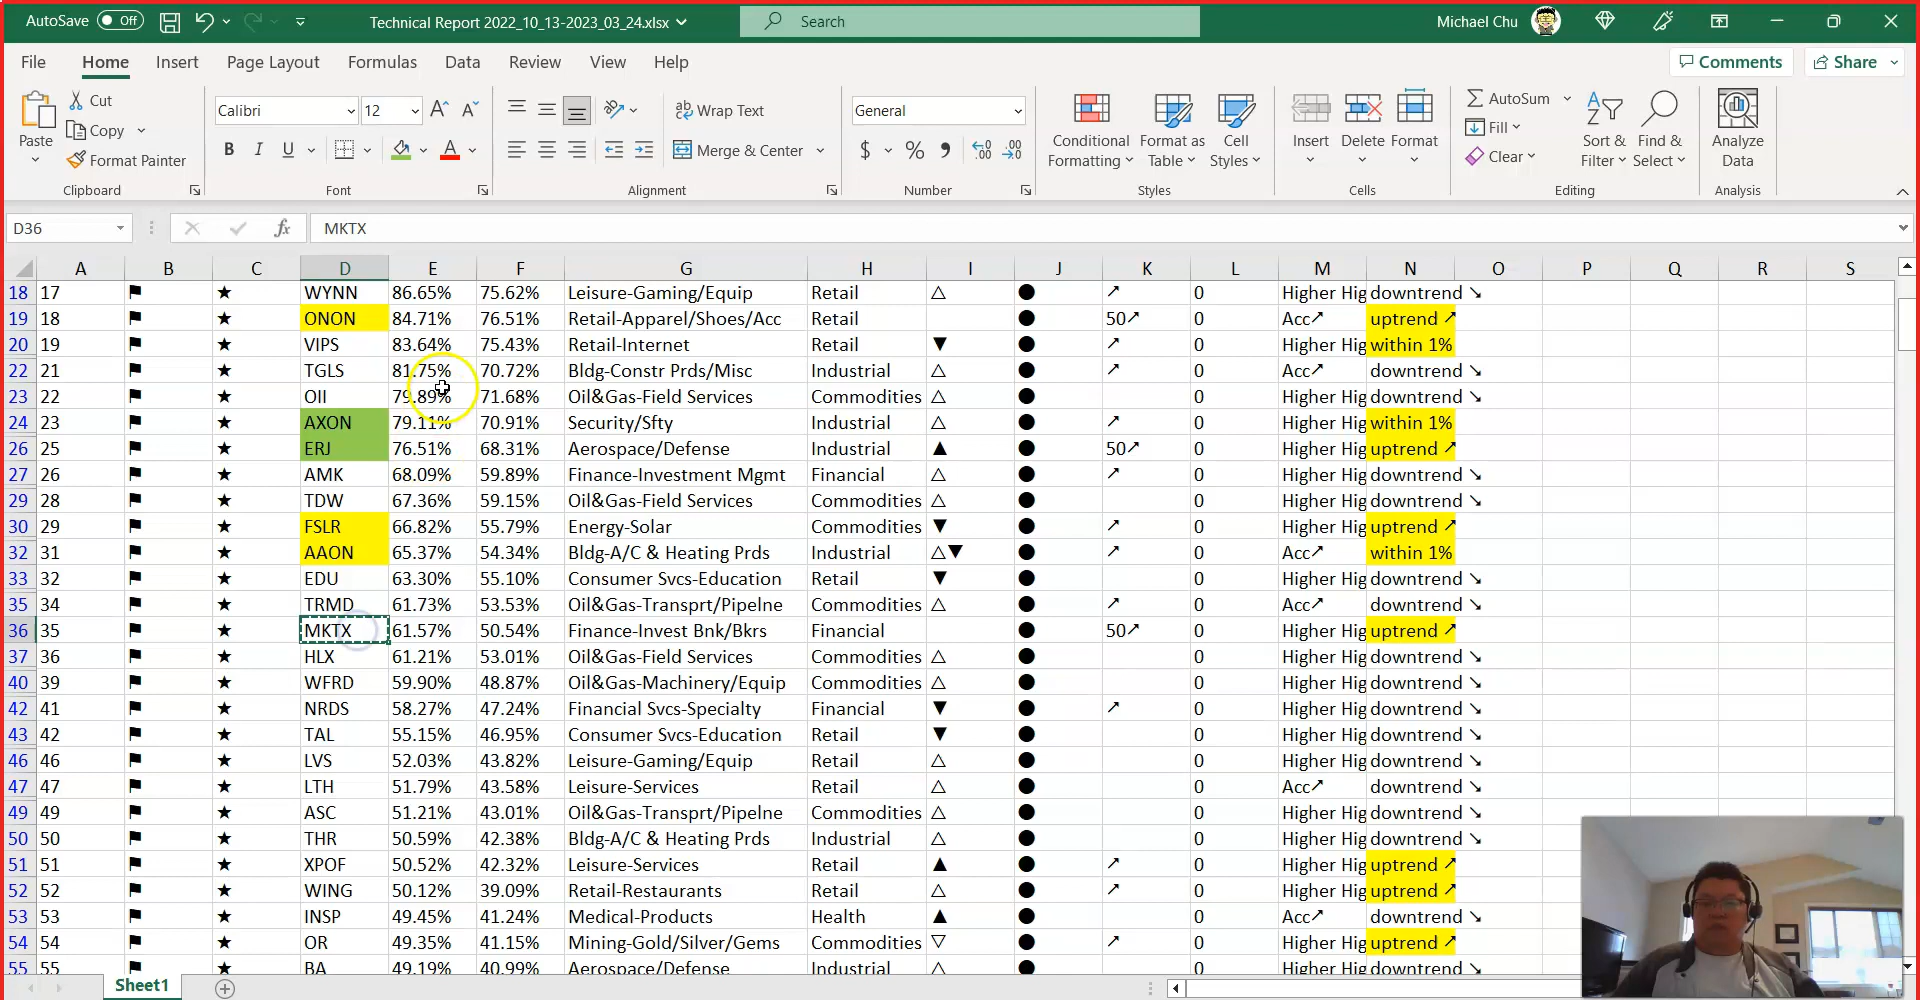 AutoSave Off Technical Report 2022_10_13-2023_03_24.xlsx Search Michael Chu
File Home Insert Page Layout Formulas Data Review View Help Comments Share
Paste Cut Copy Format Painter Clipboard
Calibri 12 B I U A Font
Wrap Text Merge & Center Alignment
General $ % Number
Conditional Formatting Format as Table Cell Styles Styles
Insert Delete Format Cells
AutoSum Fill Clear Sort & Filter Find & Select Editing
Analyze Data Analysis
D36 fx MKTX
A B C D E F G H I J K L M N O P Q R S
18 17 ⚑ ★ WYNN 86.65% 75.62% Leisure-Gaming/Equip Retail △ ● ↗ 0 Higher Hig downtrend ↘
19 18 ⚑ ★ ONON 84.71% 76.51% Retail-Apparel/Shoes/Acc Retail ● 50↗ 0 Acc↗ uptrend ↗
20 19 ⚑ ★ VIPS 83.64% 75.43% Retail-Internet Retail ▼ ● ↗ 0 Higher Hig within 1%
22 21 ⚑ ★ TGLS 81.75% 70.72% Bldg-Constr Prds/Misc Industrial △ ● ↗ 0 Acc↗ downtrend ↘
23 22 ⚑ ★ OII 79.89% 71.68% Oil&Gas-Field Services Commodities △ ● 0 Higher Hig downtrend ↘
24 23 ⚑ ★ AXON 79.11% 70.91% Security/Sfty Industrial △ ● ↗ 0 Higher Hig within 1%
26 25 ⚑ ★ ERJ 76.51% 68.31% Aerospace/Defense Industrial ▲ ● 50↗ 0 Higher Hig uptrend ↗
27 26 ⚑ ★ AMK 68.09% 59.89% Finance-Investment Mgmt Financial △ ● ↗ 0 Higher Hig downtrend ↘
29 28 ⚑ ★ TDW 67.36% 59.15% Oil&Gas-Field Services Commodities △ ● 0 Higher Hig downtrend ↘
30 29 ⚑ ★ FSLR 66.82% 55.79% Energy-Solar Commodities ▼ ● ↗ 0 Higher Hig uptrend ↗
32 31 ⚑ ★ AAON 65.37% 54.34% Bldg-A/C & Heating Prds Industrial △▼ ● ↗ 0 Acc↗ within 1%
33 32 ⚑ ★ EDU 63.30% 55.10% Consumer Svcs-Education Retail ▼ ● 0 Higher Hig downtrend ↘
35 34 ⚑ ★ TRMD 61.73% 53.53% Oil&Gas-Transprt/Pipelne Commodities △ ● ↗ 0 Acc↗ downtrend ↘
36 35 ⚑ ★ MKTX 61.57% 50.54% Finance-Invest Bnk/Bkrs Financial ● 50↗ 0 Higher Hig uptrend ↗
37 36 ⚑ ★ HLX 61.21% 53.01% Oil&Gas-Field Services Commodities △ ● 0 Higher Hig downtrend ↘
40 39 ⚑ ★ WFRD 59.90% 48.87% Oil&Gas-Machinery/Equip Commodities △ ● 0 Higher Hig downtrend ↘
42 41 ⚑ ★ NRDS 58.27% 47.24% Financial Svcs-Specialty Financial ▼ ● ↗ 0 Higher Hig downtrend ↘
43 42 ⚑ ★ TAL 55.15% 46.95% Consumer Svcs-Education Retail ▼ ● 0 Higher Hig downtrend ↘
46 46 ⚑ ★ LVS 52.03% 43.82% Leisure-Gaming/Equip Retail △ ● 0 Higher Hig downtrend ↘
47 47 ⚑ ★ LTH 51.79% 43.58% Leisure-Services Retail △ ● 0 Acc↗ downtrend ↘
49 49 ⚑ ★ ASC 51.21% 43.01% Oil&Gas-Transprt/Pipelne Commodities △ ● 0 Higher Hig downtrend ↘
50 50 ⚑ ★ THR 50.59% 42.38% Bldg-A/C & Heating Prds Industrial △ ● 0 Higher Hig downtrend ↘
51 51 ⚑ ★ XPOF 50.52% 42.32% Leisure-Services Retail ▲ ● ↗ 0 Higher Hig uptrend ↗
52 52 ⚑ ★ WING 50.12% 39.09% Retail-Restaurants Retail △ ● ↗ 0 Higher Hig uptrend ↗
53 53 ⚑ ★ INSP 49.45% 41.24% Medical-Products Health ▲ ● 0 Acc↗ downtrend ↘
54 54 ⚑ ★ OR 49.35% 41.15% Mining-Gold/Silver/Gems Commodities ▽ ● ↗ 0 Higher Hig uptrend ↗
55 55 ⚑ ★ BA 49.19% 40.99% Aerospace/Defense Industrial △ ● 0 Higher Hig downtrend ↘
Sheet1